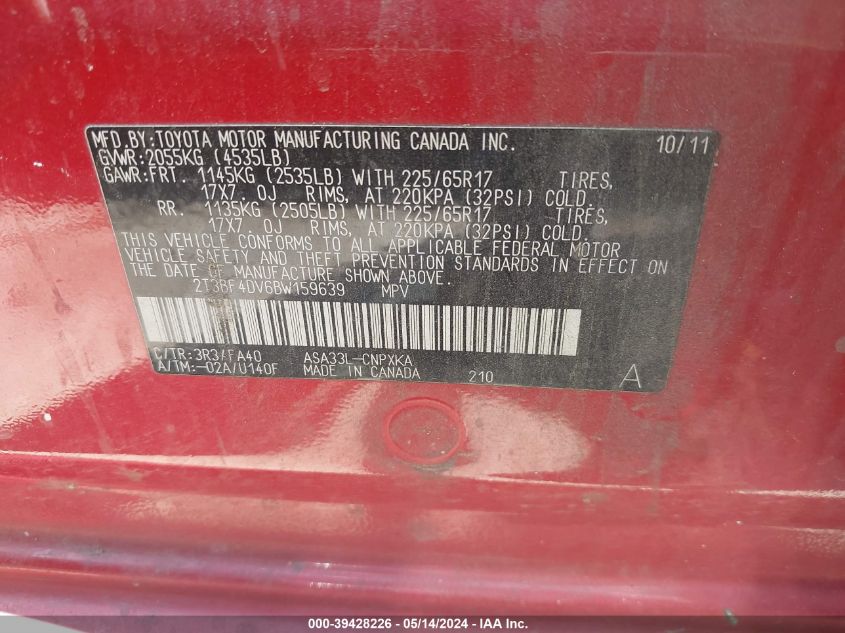 MFD.BY:TOYOTA MOTOR MANUFACTURING CANADA INC. 10/11
GVWR:2055KG (4535LB)
GAWR:FRT. 1145KG (2535LB) WITH 225/65R17 TIRES,
17X7.0J RIMS, AT 220KPA (32PSI) COLD.
RR. 1135KG (2505LB) WITH 225/65R17 TIRES,
17X7.0J RIMS, AT 220KPA (32PSI) COLD.
THIS VEHICLE CONFORMS TO ALL APPLICABLE FEDERAL MOTOR
VEHICLE SAFETY AND THEFT PREVENTION STANDARDS IN EFFECT ON
THE DATE OF MANUFACTURE SHOWN ABOVE.
2T3BF4DV6BW159639 MPV
C/TR:3R3/FA40 ASA33L-CNPXKA
A/TM:-02A/U140F MADE IN CANADA 210 A
000-39428226 - 05/14/2024 - IAA Inc.